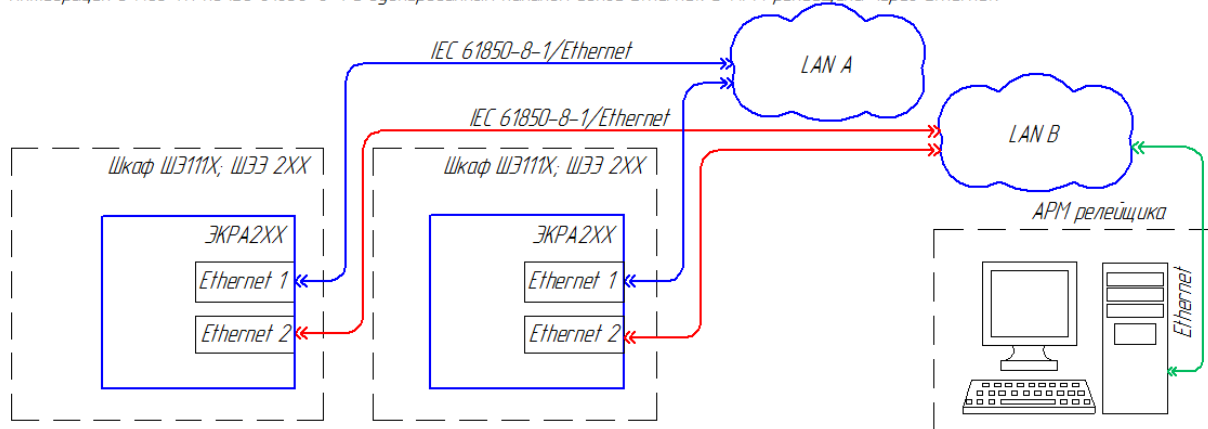 IEC 61850-8-1/Ethernet
LAN A
IEC 61850-8-1/Ethernet
LAN B
Шкаф ШЭ111Х; ШЭЭ 2ХХ
Шкаф ШЭ111Х; ШЭЭ 2ХХ
АРМ релейщика
ЭКРА2ХХ
ЭКРА2ХХ
Ethernet 1
Ethernet 1
Ethernet
Ethernet 2
Ethernet 2